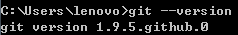 C:\Users\lenovo>git --version
git version 1.9.5.github.0